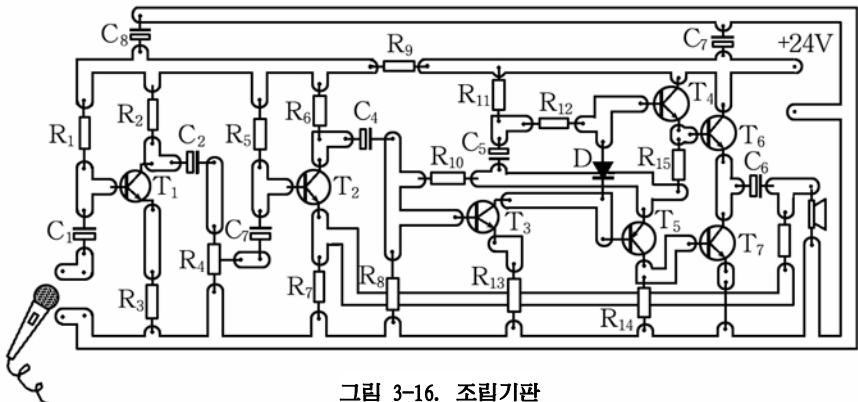 C₈
C₇
+24V
R₉
R₁
R₂
C₂
R₅
R₆
C₄
R₁₁
R₁₂
T₄
T₆
C₅
D
R₁₅
R₁₀
C₆
T₁
T₂
T₃
T₅
T₇
C₁
R₄
C₇
R₃
R₇
R₈
R₁₃
R₁₄
그림 3-16. 조립기판